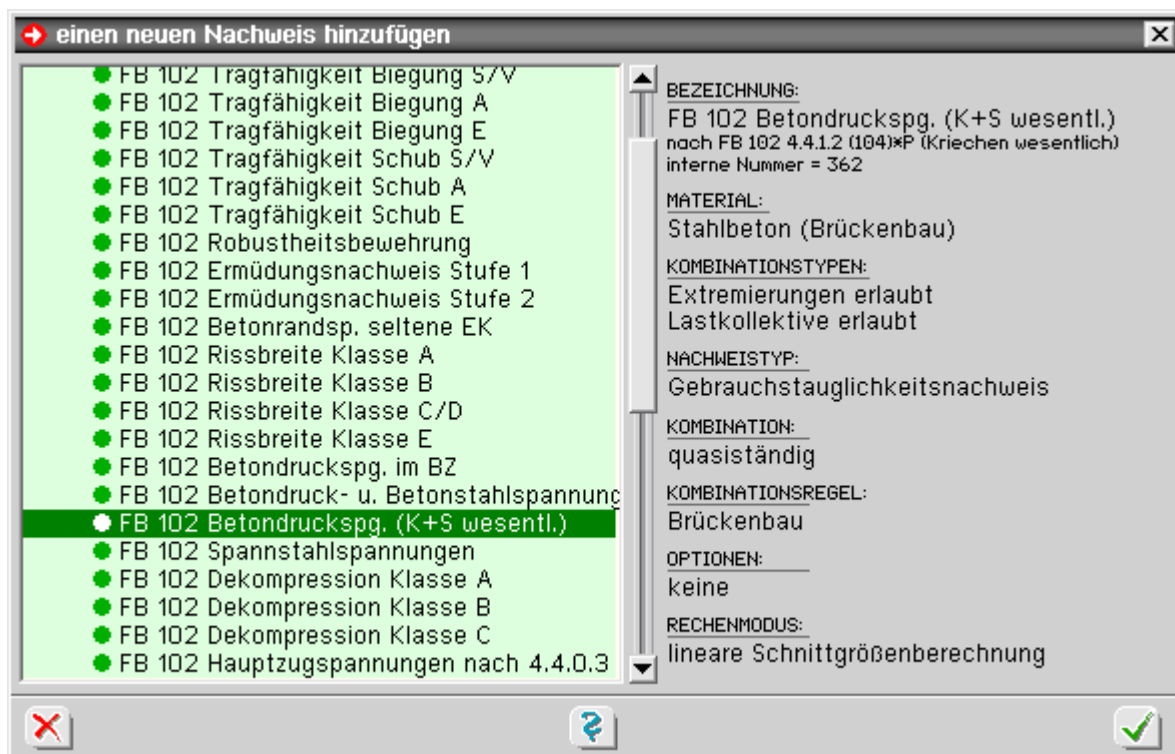 einen neuen Nachweis hinzufügen
FB 102 Tragfähigkeit Biegung S/V
FB 102 Tragfähigkeit Biegung A
FB 102 Tragfähigkeit Biegung E
FB 102 Tragfähigkeit Schub S/V
FB 102 Tragfähigkeit Schub A
FB 102 Tragfähigkeit Schub E
FB 102 Robustheitsbewehrung
FB 102 Ermüdungsnachweis Stufe 1
FB 102 Ermüdungsnachweis Stufe 2
FB 102 Betonrandsp. seltene EK
FB 102 Rissbreite Klasse A
FB 102 Rissbreite Klasse B
FB 102 Rissbreite Klasse C/D
FB 102 Rissbreite Klasse E
FB 102 Betondruckspg. im BZ
FB 102 Betondruck- u. Betonstahlspannung
FB 102 Betondruckspg. (K+S wesentl.)
FB 102 Spannstahlspannungen
FB 102 Dekompression Klasse A
FB 102 Dekompression Klasse B
FB 102 Dekompression Klasse C
FB 102 Hauptzugspannungen nach 4.4.0.3
BEZEICHNUNG:
FB 102 Betondruckspg. (K+S wesentl.)
nach FB 102 4.4.1.2 (104)*P (Kriechen wesentlich)
interne Nummer = 362
MATERIAL:
Stahlbeton (Brückenbau)
KOMBINATIONSTYPEN:
Extremierungen erlaubt
Lastkollektive erlaubt
NACHWEISTYP:
Gebrauchstauglichkeitsnachweis
KOMBINATION:
quasiständig
KOMBINATIONSREGEL:
Brückenbau
OPTIONEN:
keine
RECHENMODUS:
lineare Schnittgrößenberechnung